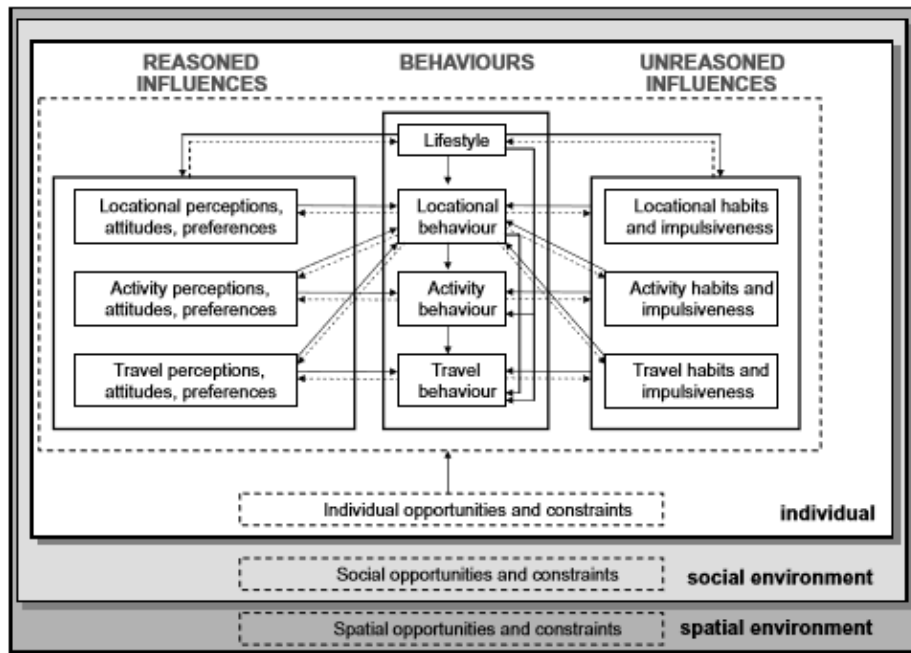 REASONED
INFLUENCES
BEHAVIOURS
UNREASONED
INFLUENCES
Lifestyle
Locational perceptions,
attitudes, preferences
Locational
behaviour
Locational habits
and impulsiveness
Activity perceptions,
attitudes, preferences
Activity
behaviour
Activity habits and
impulsiveness
Travel perceptions,
attitudes, preferences
Travel
behaviour
Travel habits and
impulsiveness
Individual opportunities and constraints
individual
Social opportunities and constraints
social environment
Spatial opportunities and constraints
spatial environment